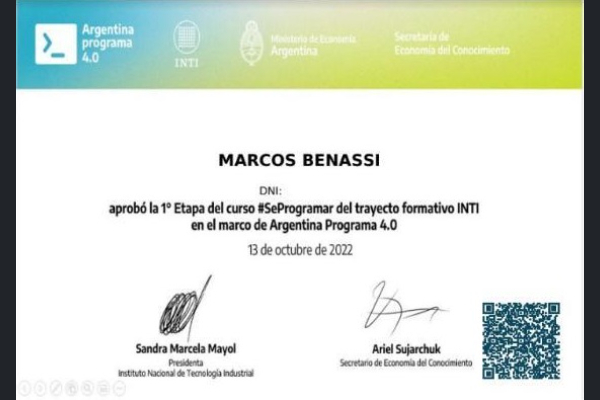 Argentina
programa
4.0
INTI
Ministerio de Economía
Argentina
Secretaría de
Economía del Conocimiento
MARCOS BENASSI
DNI:
aprobó la 1º Etapa del curso #SeProgramar del trayecto formativo INTI
en el marco de Argentina Programa 4.0
13 de octubre de 2022
Sandra Marcela Mayol
Presidenta
Instituto Nacional de Tecnología Industrial
Ariel Sujarchuk
Secretario de Economía del Conocimiento